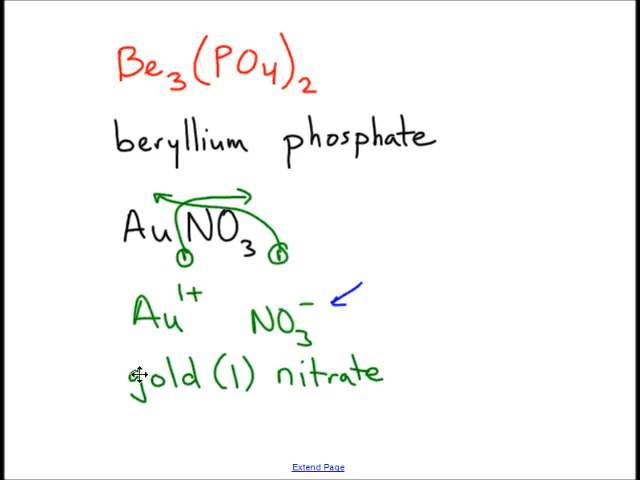 Be₃(PO₄)₂
beryllium phosphate
AuNO₃
1 1
Au¹⁺ NO₃⁻
gold (1) nitrate
Extend Page